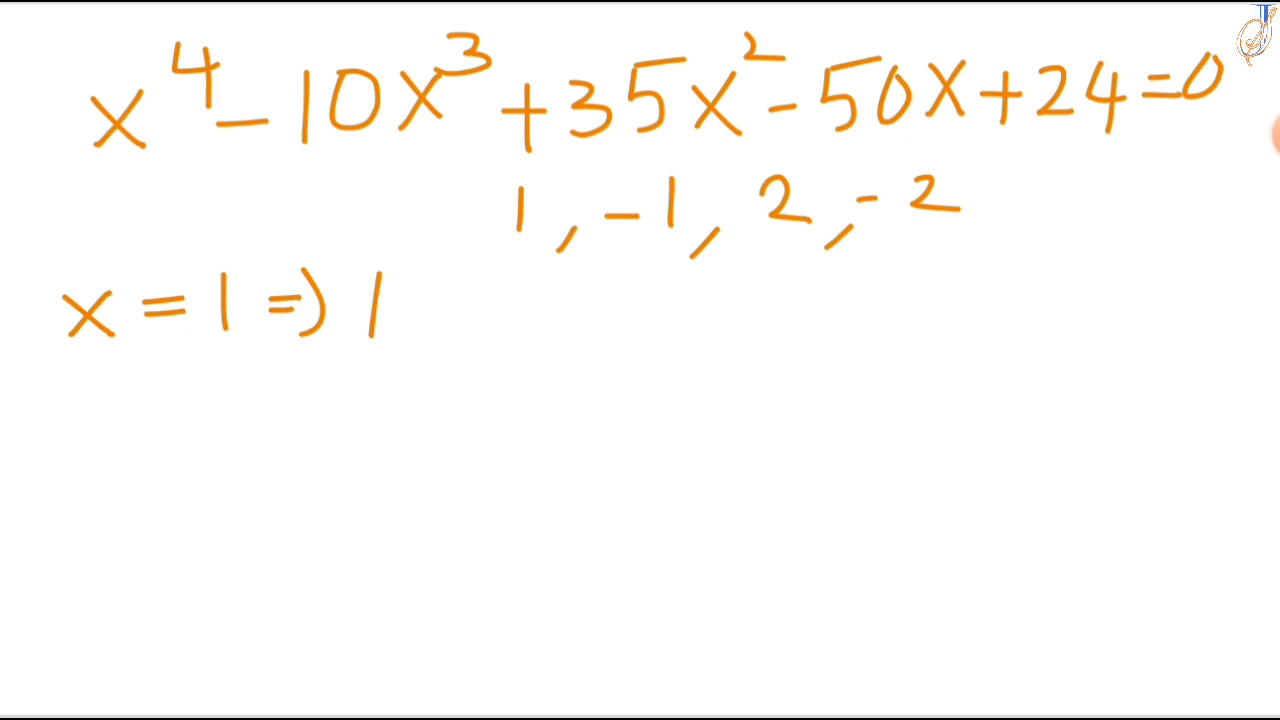 x⁴-10x³+35x²-50x+24=0
1,-1,2,-2
x=1=)1